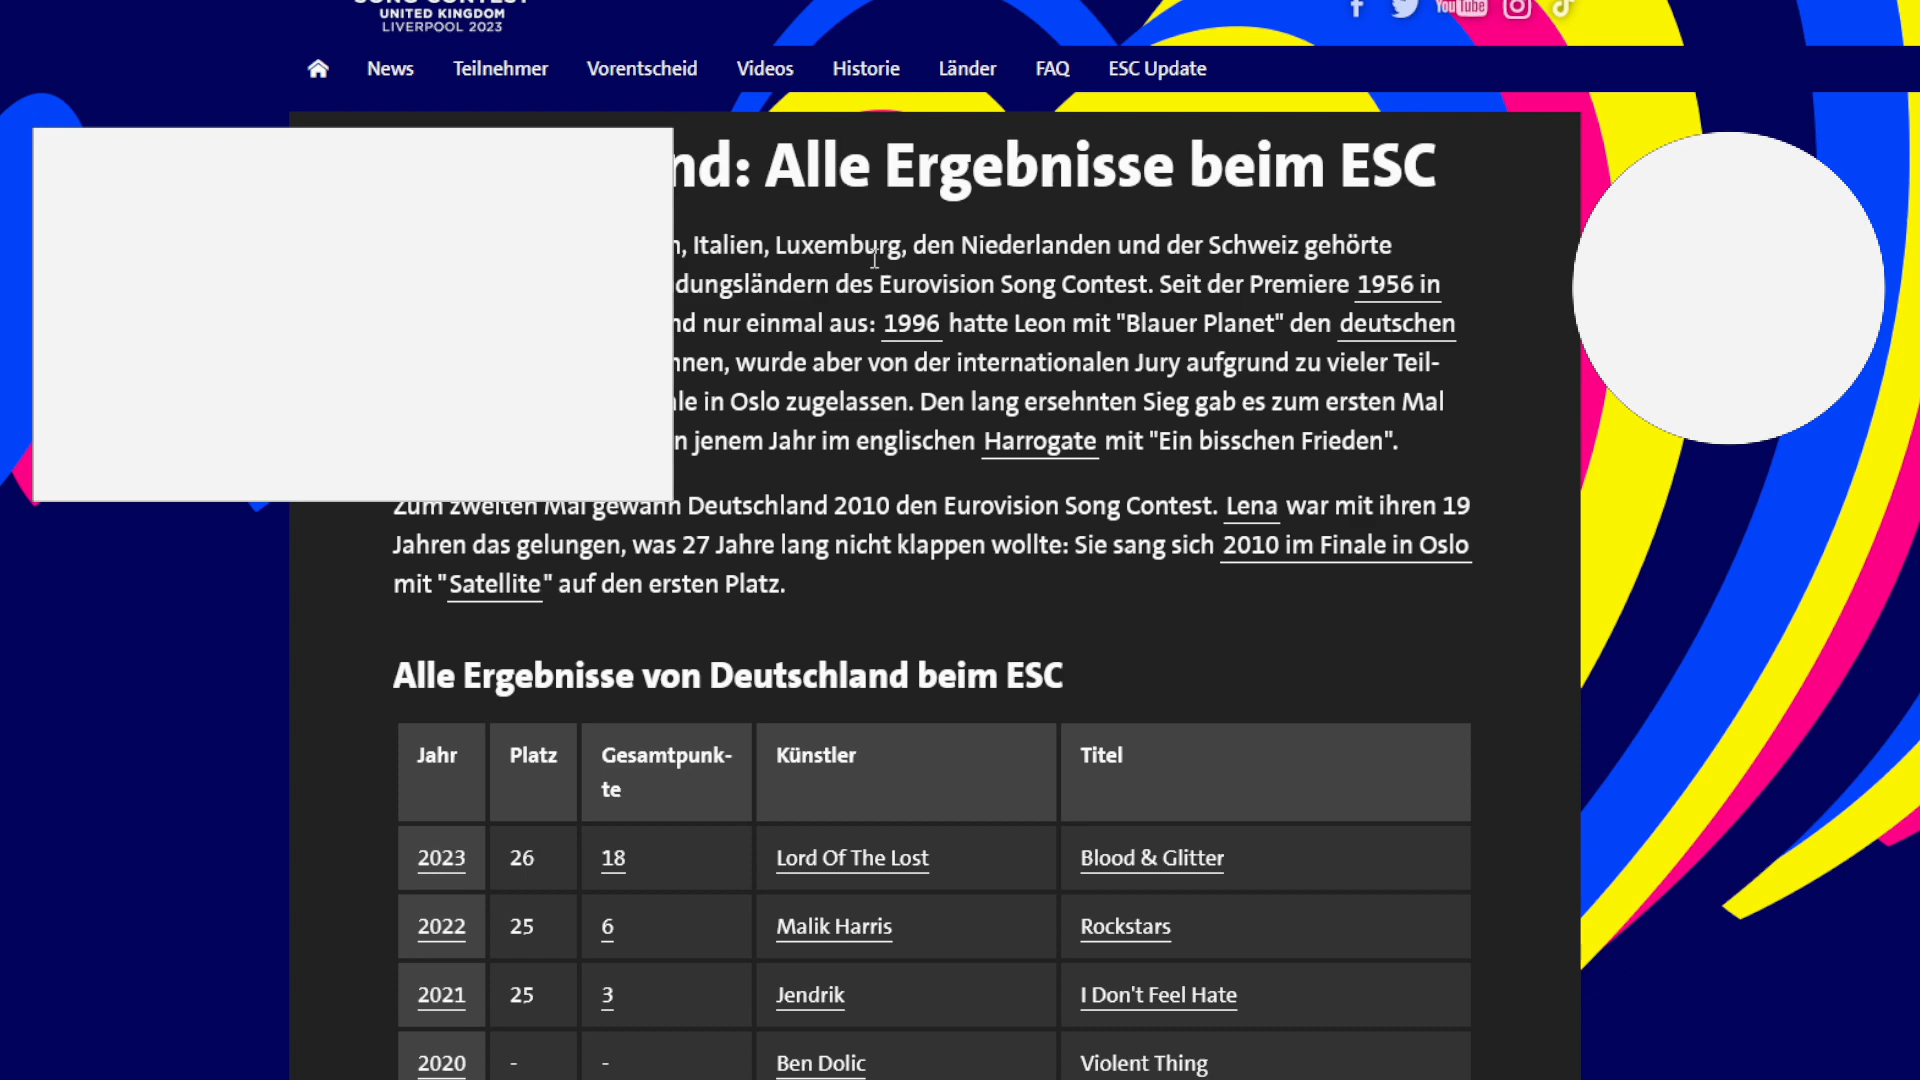 UNITED KINGDOM
LIVERPOOL 2023
YouTube
News Teilnehmer Vorentscheid Videos Historie Länder FAQ ESC Update
nd: Alle Ergebnisse beim ESC
n, Italien, Luxemburg, den Niederlanden und der Schweiz gehörte
dungsländern des Eurovision Song Contest. Seit der Premiere 1956 in
nd nur einmal aus: 1996 hatte Leon mit "Blauer Planet" den deutschen
nnen, wurde aber von der internationalen Jury aufgrund zu vieler Teil-
le in Oslo zugelassen. Den lang ersehnten Sieg gab es zum ersten Mal
n jenem Jahr im englischen Harrogate mit "Ein bisschen Frieden".
Zum zweiten Mal gewann Deutschland 2010 den Eurovision Song Contest. Lena war mit ihren 19
Jahren das gelungen, was 27 Jahre lang nicht klappen wollte: Sie sang sich 2010 im Finale in Oslo
mit "Satellite" auf den ersten Platz.
Alle Ergebnisse von Deutschland beim ESC
Jahr Platz Gesamtpunk- Künstler Titel
te
2023 26 18 Lord Of The Lost Blood & Glitter
2022 25 6 Malik Harris Rockstars
2021 25 3 Jendrik I Don't Feel Hate
2020 - - Ben Dolic Violent Thing